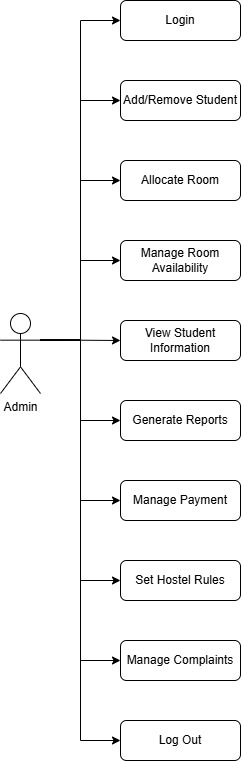 Login
Add/Remove Student
Allocate Room
Manage Room
Availability
View Student
Information
Admin
Generate Reports
Manage Payment
Set Hostel Rules
Manage Complaints
Log Out